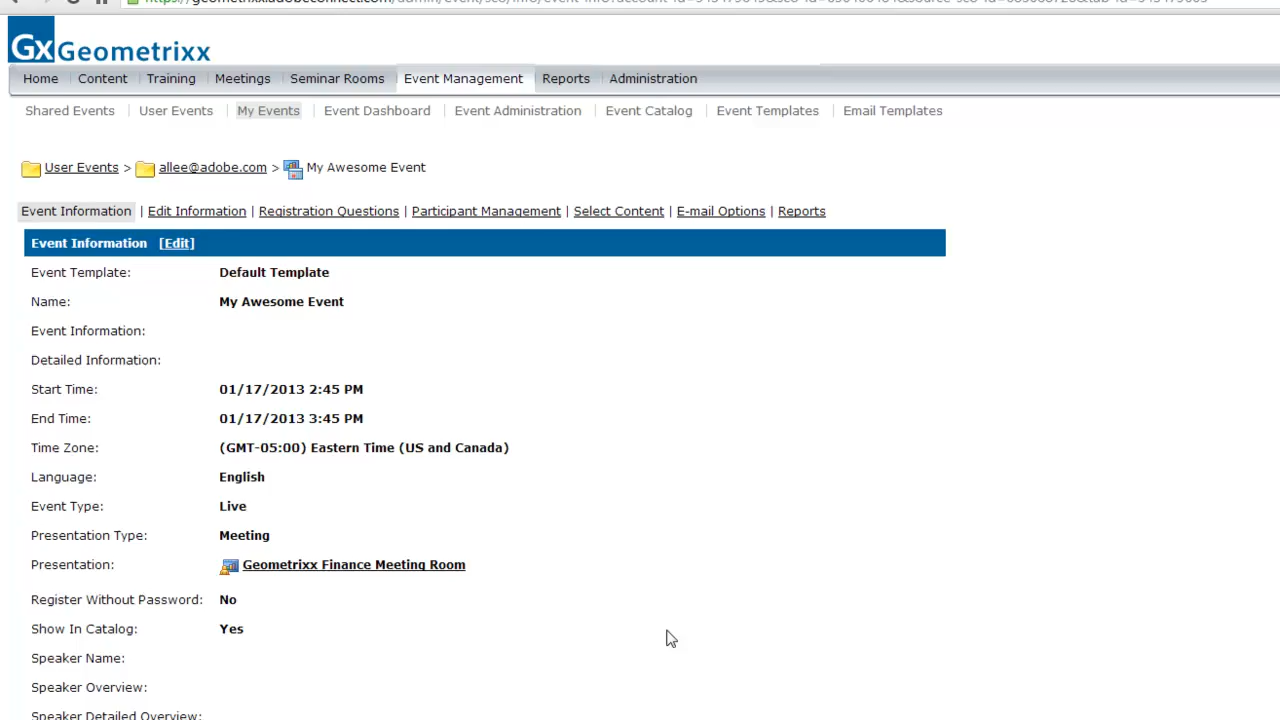 Gx Geometrixx
Home Content Training Meetings Seminar Rooms Event Management Reports Administration
Shared Events | User Events | My Events | Event Dashboard | Event Administration | Event Catalog | Event Templates | Email Templates
User Events > allee@adobe.com > My Awesome Event
Event Information | Edit Information | Registration Questions | Participant Management | Select Content | E-mail Options | Reports
Event Information [Edit]
Event Template: Default Template
Name: My Awesome Event
Event Information:
Detailed Information:
Start Time: 01/17/2013 2:45 PM
End Time: 01/17/2013 3:45 PM
Time Zone: (GMT-05:00) Eastern Time (US and Canada)
Language: English
Event Type: Live
Presentation Type: Meeting
Presentation: Geometrixx Finance Meeting Room
Register Without Password: No
Show In Catalog: Yes
Speaker Name:
Speaker Overview:
Speaker Detailed Overview: